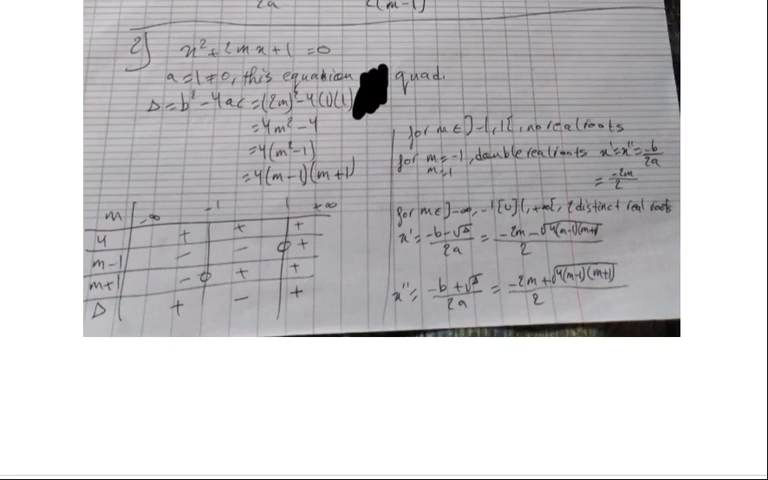 2a 2(m-1)
2) x²+2mx+1=0
a=1≠0, this equation quad.
Δ=b²-4ac=(2m)²-4(1)(1)
=4m²-4
=4(m²-1)
=4(m-1)(m+1)
m -∞ -1 1 +∞
4 + + +
m-1 - - 0 +
m+1 - 0 + +
Δ + - +
for m∈]-1,1[, no real roots
for m=-1, double real roots x'=x''=-b/2a
m=1
=-2m/2
for m∈]-∞,-1[∪]1,+∞[, 2 distinct real roots
x'=(-b-√Δ)/2a=(-2m-√4(m-1)(m+1))/2
x''=(-b+√Δ)/2a=(-2m+√4(m-1)(m+1))/2